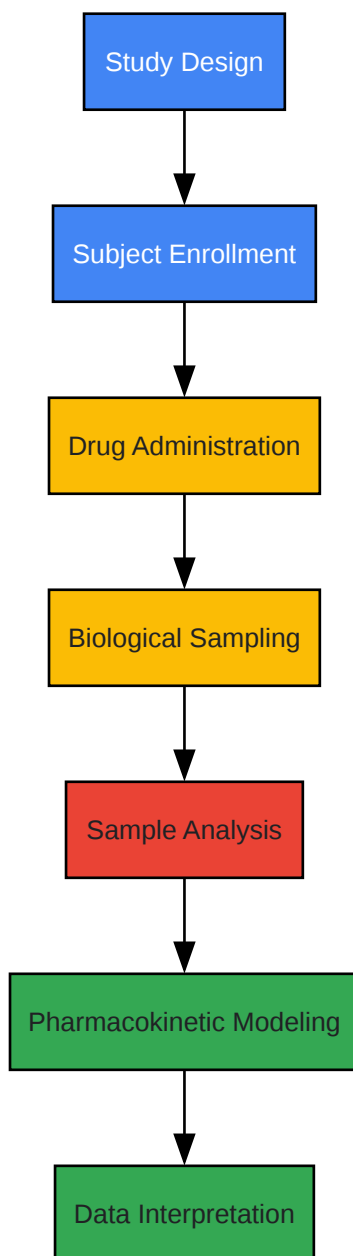 Study Design
Subject Enrollment
Drug Administration
Biological Sampling
Sample Analysis
Pharmacokinetic Modeling
Data Interpretation